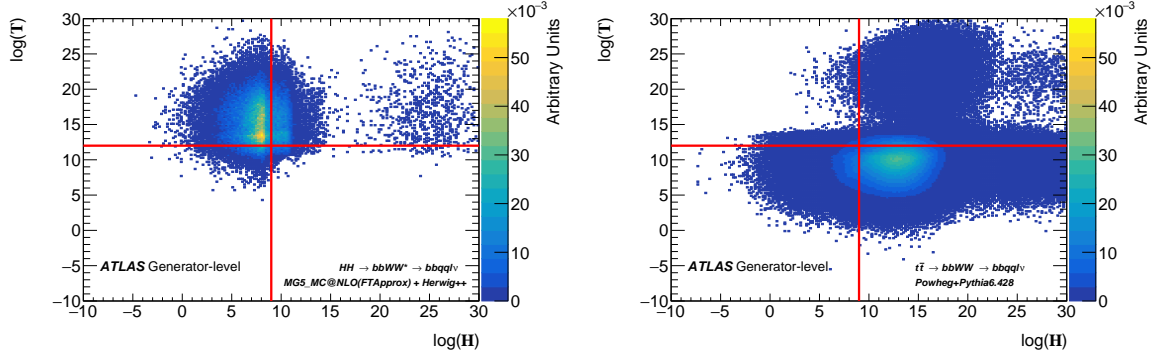 log(T)
30
25
20
15
10
5
0
−5
−10
−10 −5 0 5 10 15 20 25 30
log(H)
ATLAS Generator-level
HH → bbWW* → bbqqlν
MG5_MC@NLO(FTApprox) + Herwig++
×10⁻³
50
40
30
20
10
0
Arbitrary Units
log(T)
30
25
20
15
10
5
0
−5
−10
−10 −5 0 5 10 15 20 25 30
log(H)
ATLAS Generator-level
tt̄ → bbWW → bbqqlν
Powheg+Pythia6.428
×10⁻³
50
40
30
20
10
0
Arbitrary Units